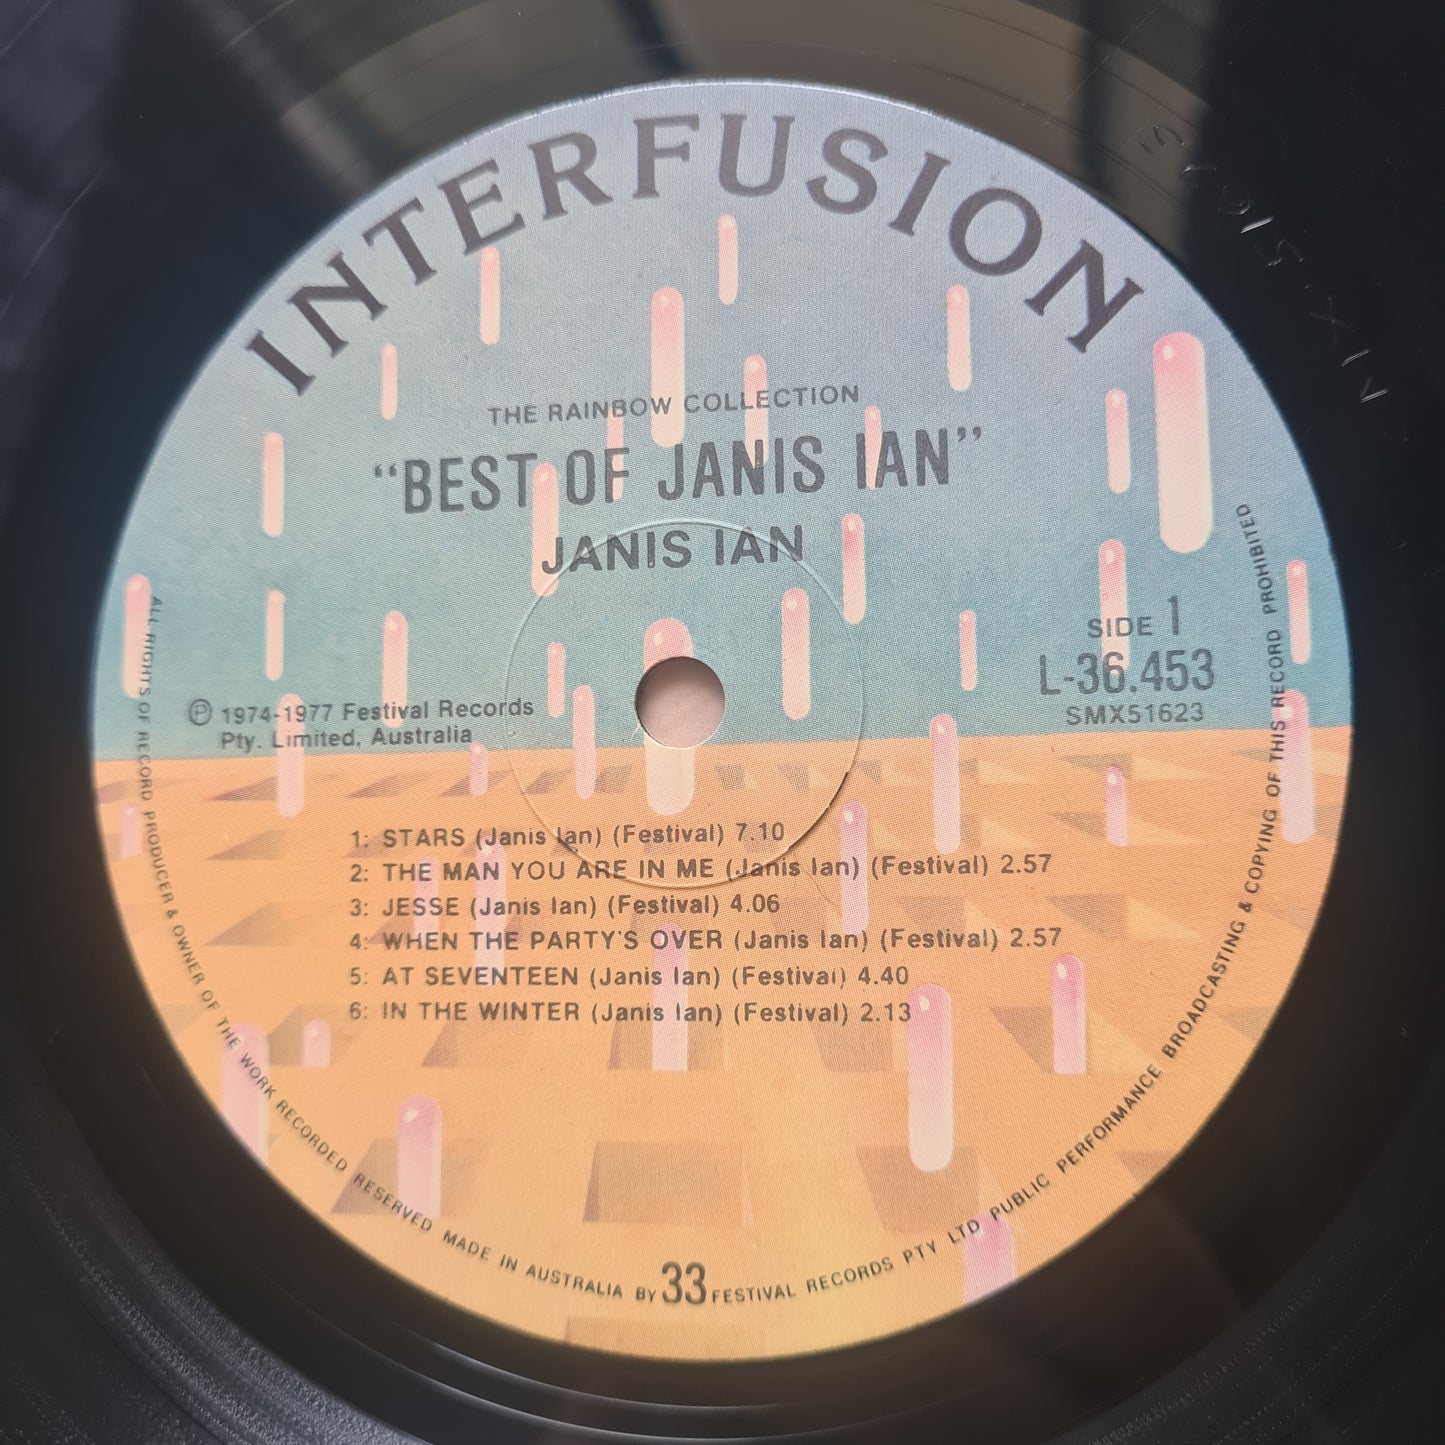 INTERFUSION
THE RAINBOW COLLECTION
“BEST OF JANIS IAN”
JANIS IAN
SIDE 1
L-36.453
SMX51623
℗ 1974-1977 Festival Records
Pty. Limited, Australia
1: STARS (Janis Ian) (Festival) 7.10
2: THE MAN YOU ARE IN ME (Janis Ian) (Festival) 2.57
3: JESSE (Janis Ian) (Festival) 4.06
4: WHEN THE PARTY'S OVER (Janis Ian) (Festival) 2.57
5: AT SEVENTEEN (Janis Ian) (Festival) 4.40
6: IN THE WINTER (Janis Ian) (Festival) 2.13
33
ALL RIGHTS OF RECORD PRODUCER & OWNER OF THE WORK RECORDED RESERVED MADE IN AUSTRALIA BY FESTIVAL RECORDS PTY LTD PUBLIC PERFORMANCE BROADCASTING & COPYING OF THIS RECORD PROHIBITED